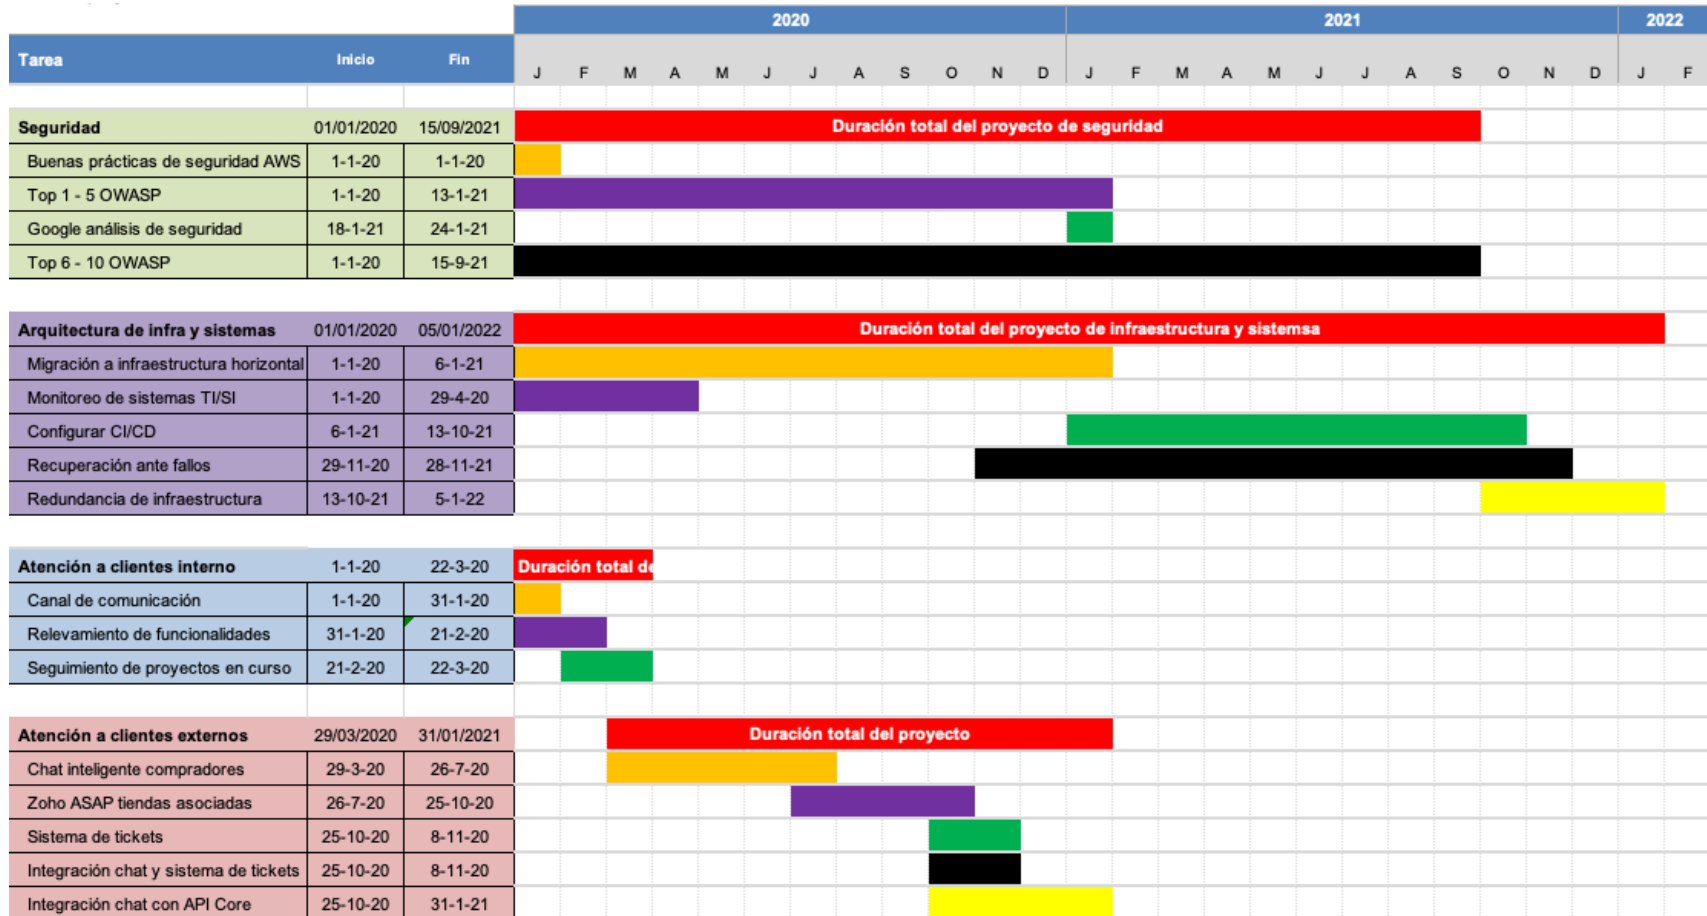 2020 2021 2022
Tarea Inicio Fin J F M A M J J A S O N D J F M A M J J A S O N D J F
Seguridad 01/01/2020 15/09/2021 Duración total del proyecto de seguridad
Buenas prácticas de seguridad AWS 1-1-20 1-1-20
Top 1 - 5 OWASP 1-1-20 13-1-21
Google análisis de seguridad 18-1-21 24-1-21
Top 6 - 10 OWASP 1-1-20 15-9-21
Arquitectura de infra y sistemas 01/01/2020 05/01/2022 Duración total del proyecto de infraestructura y sistemsa
Migración a infraestructura horizontal 1-1-20 6-1-21
Monitoreo de sistemas TI/SI 1-1-20 29-4-20
Configurar CI/CD 6-1-21 13-10-21
Recuperación ante fallos 29-11-20 28-11-21
Redundancia de infraestructura 13-10-21 5-1-22
Atención a clientes interno 1-1-20 22-3-20 Duración total de
Canal de comunicación 1-1-20 31-1-20
Relevamiento de funcionalidades 31-1-20 21-2-20
Seguimiento de proyectos en curso 21-2-20 22-3-20
Atención a clientes externos 29/03/2020 31/01/2021 Duración total del proyecto
Chat inteligente compradores 29-3-20 26-7-20
Zoho ASAP tiendas asociadas 26-7-20 25-10-20
Sistema de tickets 25-10-20 8-11-20
Integración chat y sistema de tickets 25-10-20 8-11-20
Integración chat con API Core 25-10-20 31-1-21